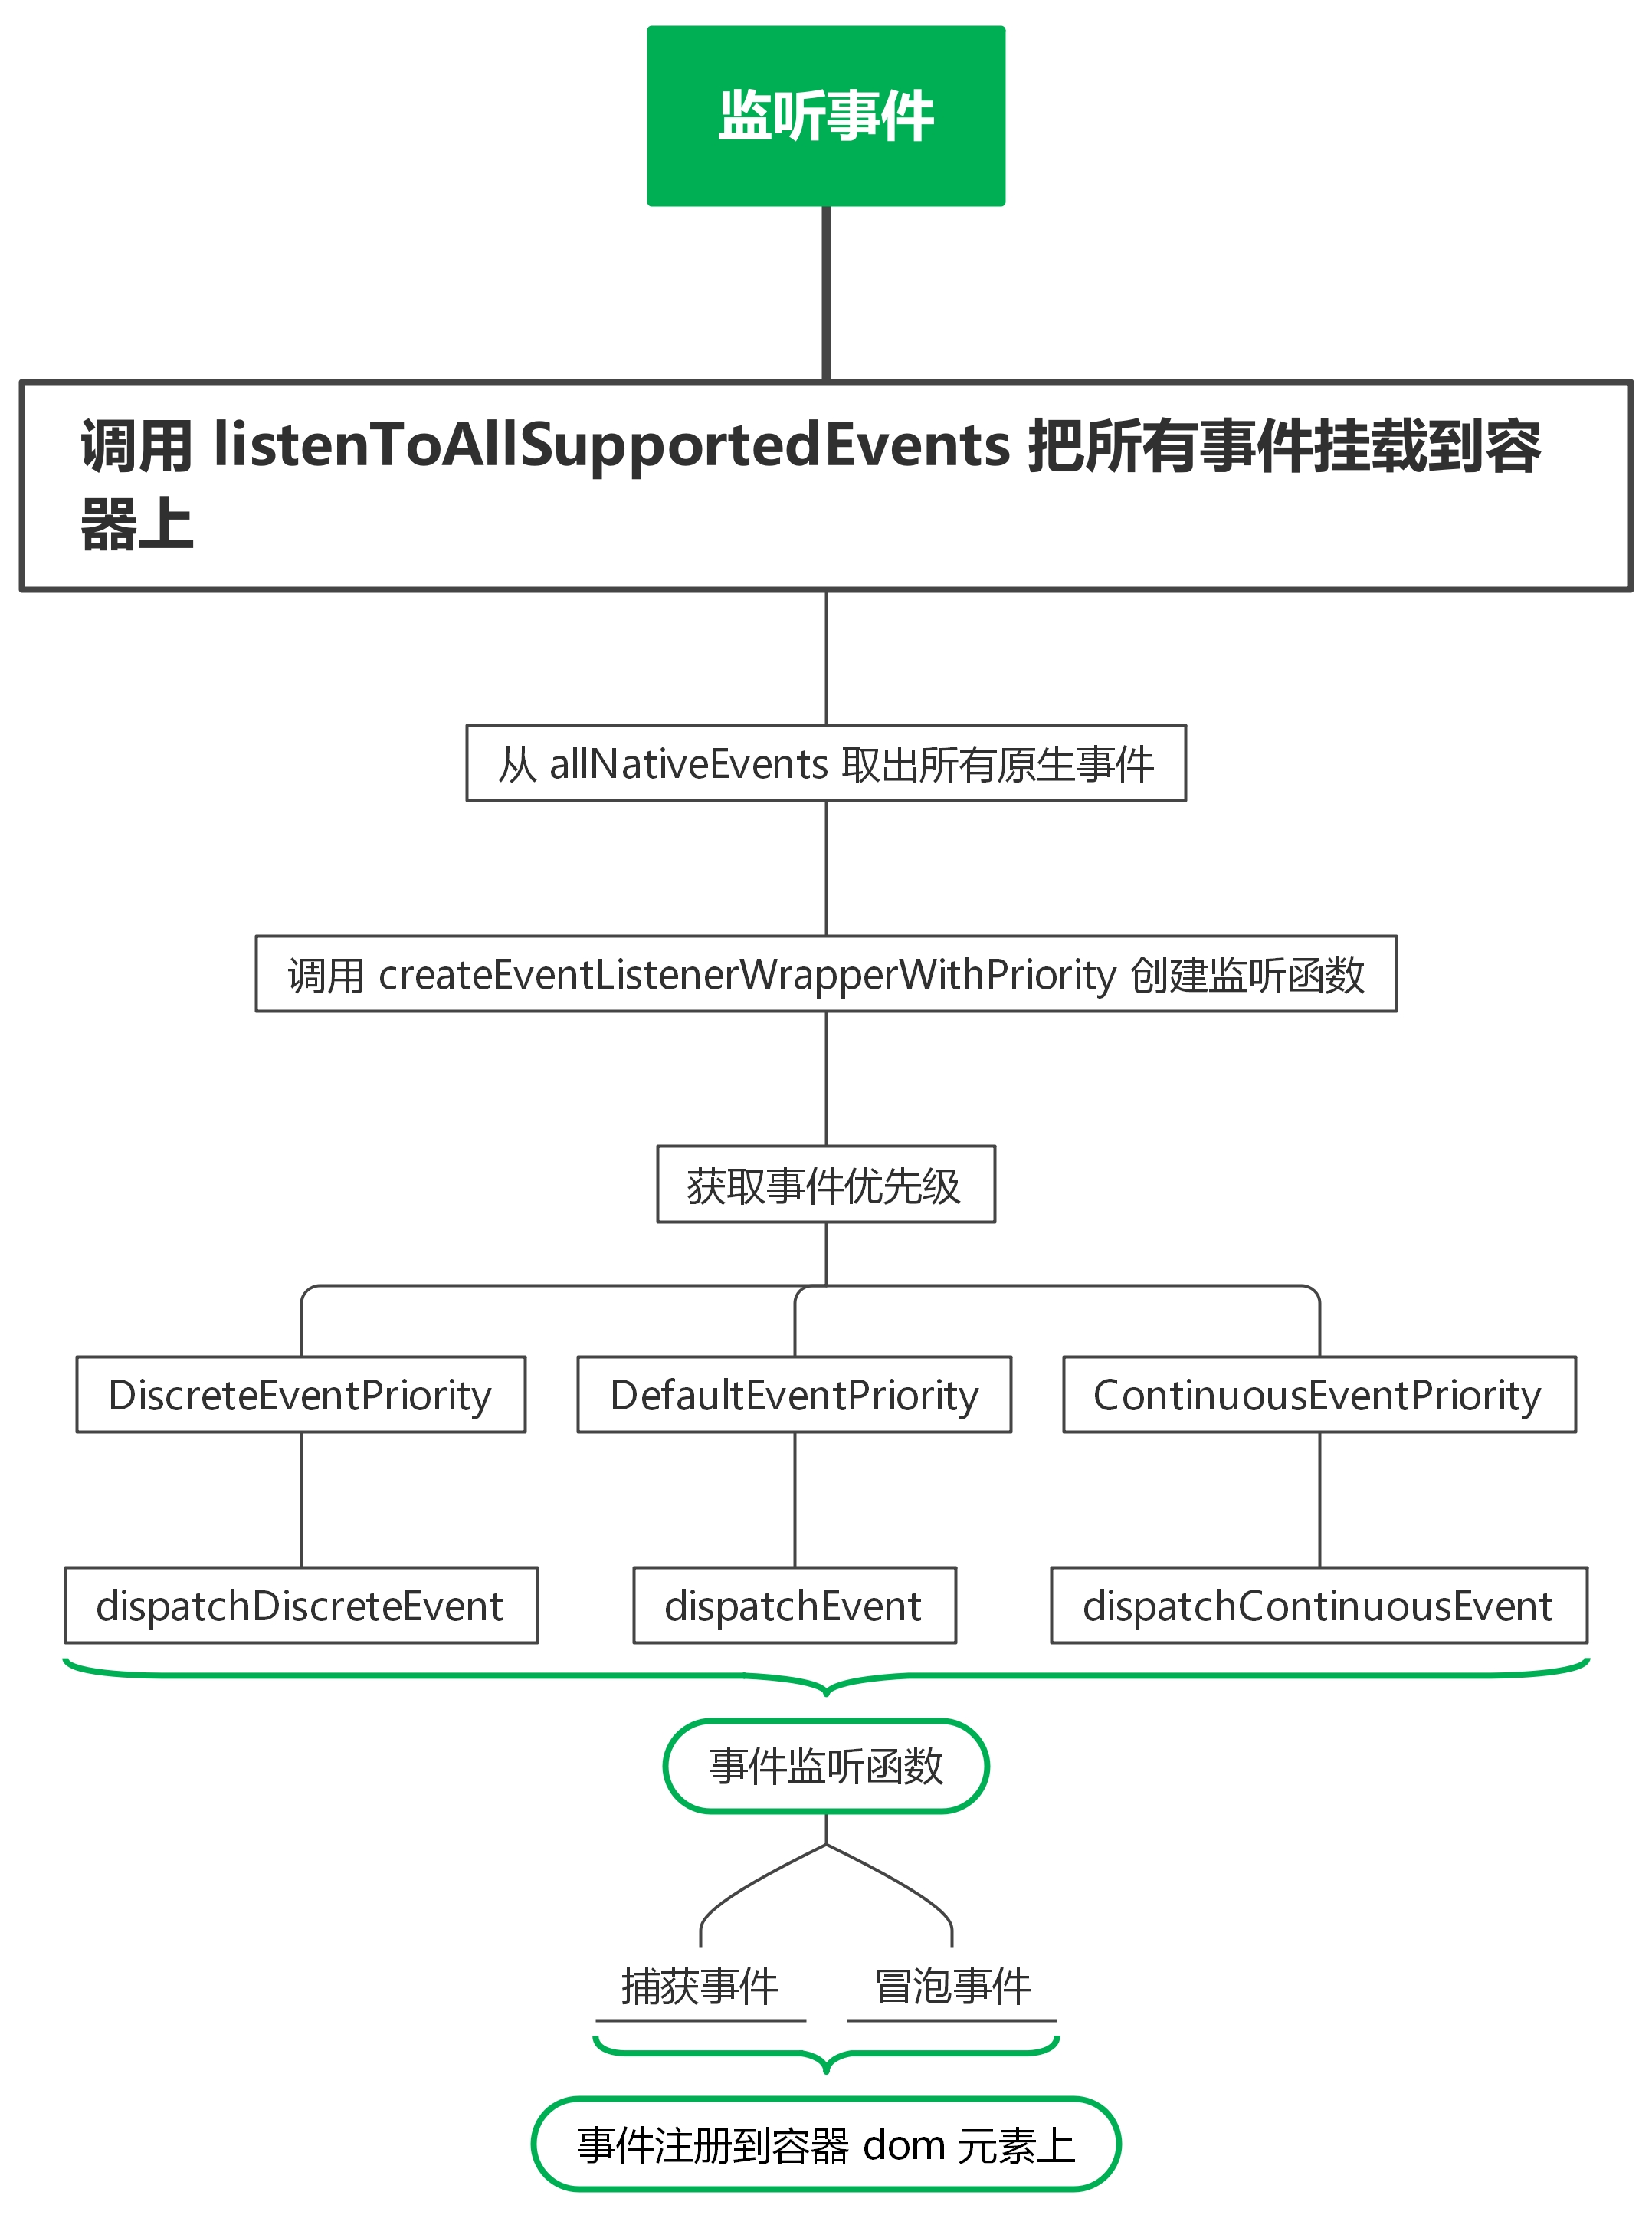 监听事件
调用 listenToAllSupportedEvents 把所有事件挂载到容
器上
从 allNativeEvents 取出所有原生事件
调用 createEventListenerWrapperWithPriority 创建监听函数
获取事件优先级
DiscreteEventPriority
DefaultEventPriority
ContinuousEventPriority
dispatchDiscreteEvent
dispatchEvent
dispatchContinuousEvent
事件监听函数
捕获事件
冒泡事件
事件注册到容器 dom 元素上